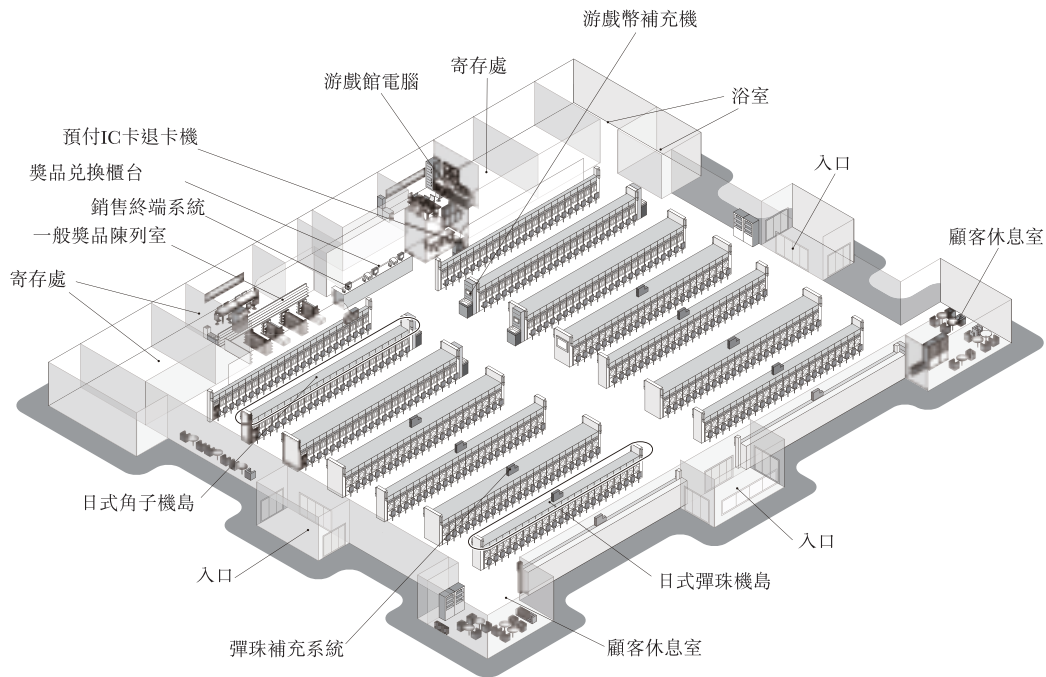 游戲幣補充機
寄存處
游戲館電腦
浴室
預付IC卡退卡機
入口
獎品兑換櫃台
銷售終端系統
一般獎品陳列室
顧客休息室
寄存處
日式角子機島
入口
入口
日式彈珠機島
彈珠補充系統
顧客休息室